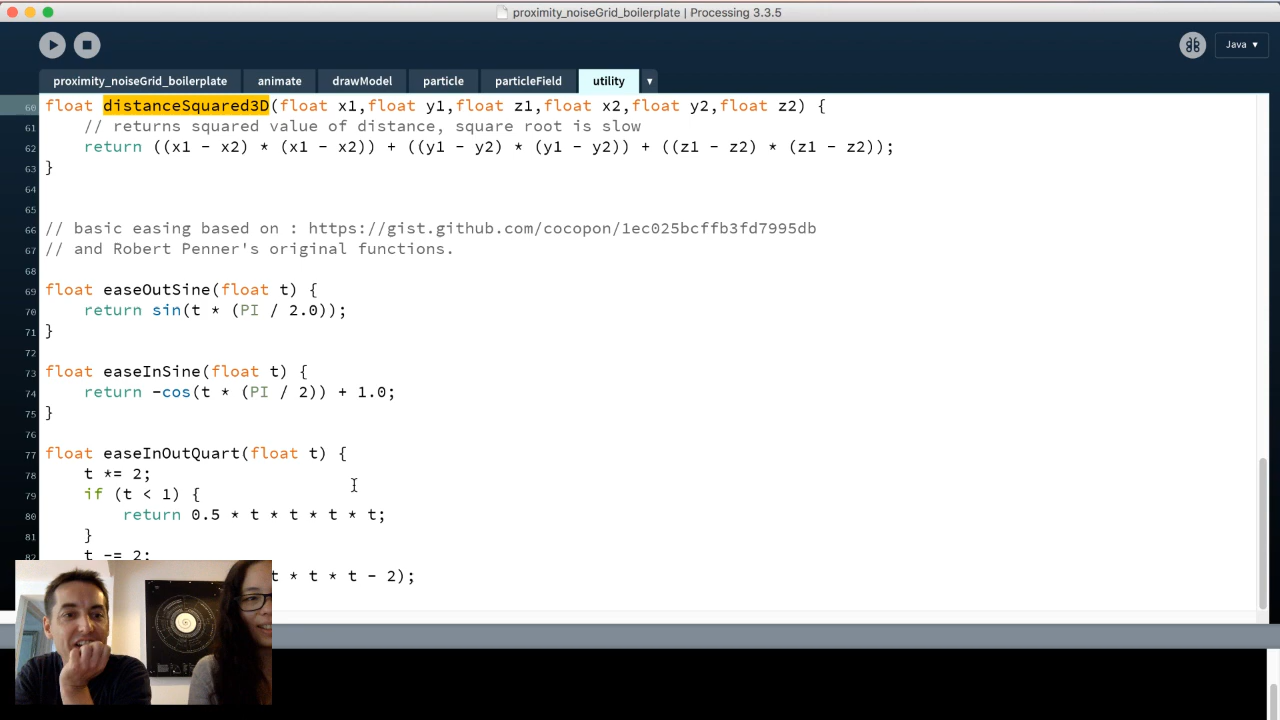 proximity_noiseGrid_boilerplate | Processing 3.3.5
Java ▾
proximity_noiseGrid_boilerplate animate drawModel particle particleField utility ▾
60 float distanceSquared3D(float x1,float y1,float z1,float x2,float y2,float z2) {
61 // returns squared value of distance, square root is slow
62 return ((x1 - x2) * (x1 - x2)) + ((y1 - y2) * (y1 - y2)) + ((z1 - z2) * (z1 - z2));
63 }
64
65
66 // basic easing based on : https://gist.github.com/cocopon/1ec025bcffb3fd7995db
67 // and Robert Penner's original functions.
68
69 float easeOutSine(float t) {
70 return sin(t * (PI / 2.0));
71 }
72
73 float easeInSine(float t) {
74 return -cos(t * (PI / 2)) + 1.0;
75 }
76
77 float easeInOutQuart(float t) {
78 t *= 2;
79 if (t < 1) {
80 return 0.5 * t * t * t * t;
81 }
82 t -= 2;
t * t * t - 2);